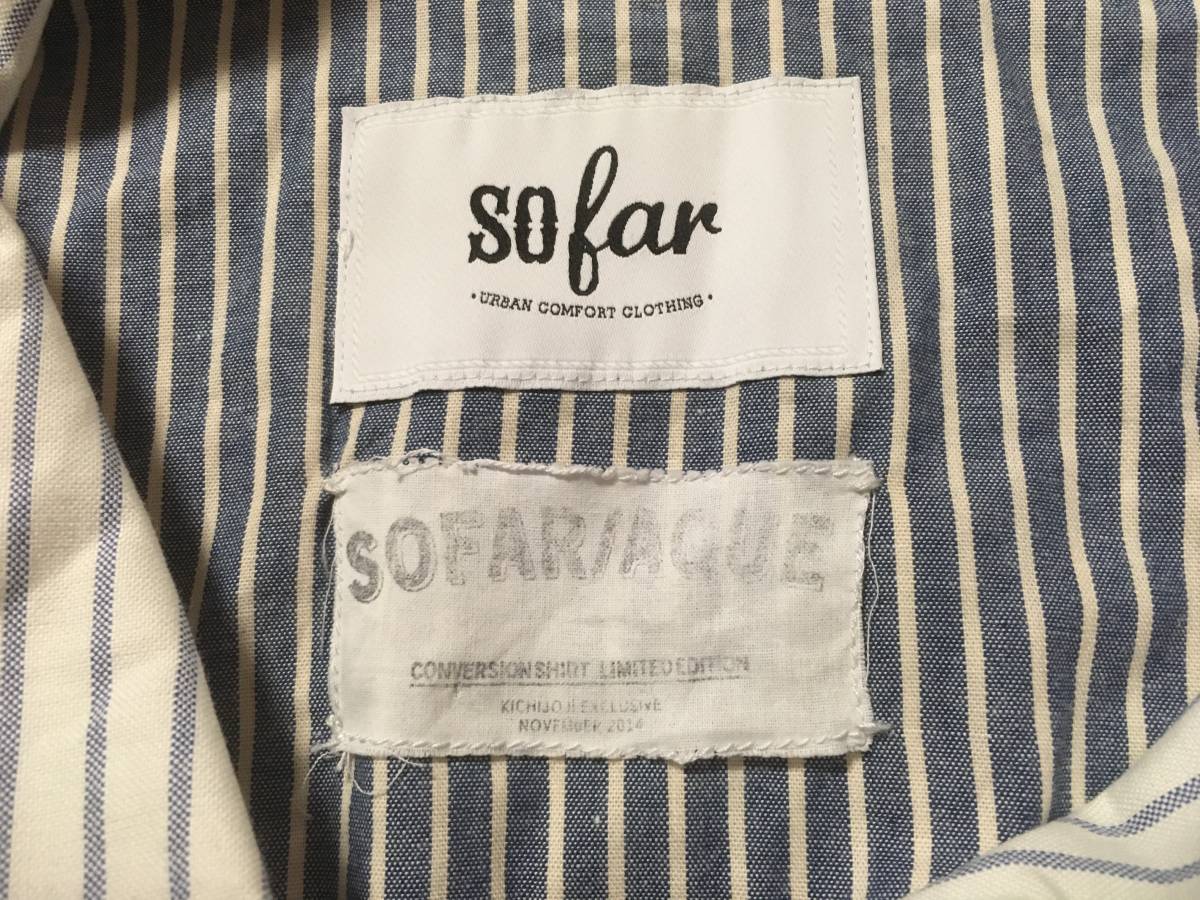 sofar
• URBAN COMFORT CLOTHING •
SOFAR/AQUE
CONVERSION SHIRT LIMITED EDITION
KICHIJOJI EXCLUSIVE
NOVEMBER 2014